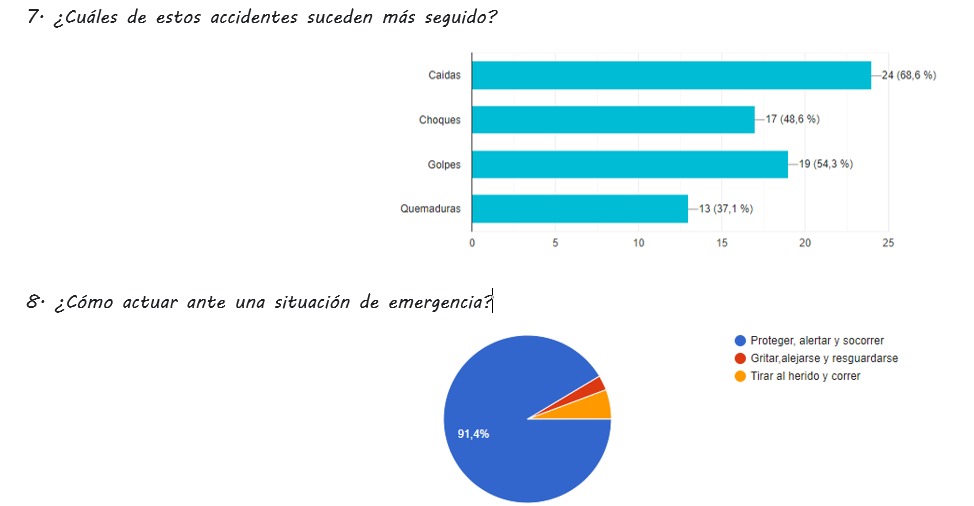 7. ¿Cuáles de estos accidentes suceden más seguido?
Caidas
24 (68,6 %)
Choques
17 (48,6 %)
Golpes
19 (54,3 %)
Quemaduras
13 (37,1 %)
0 5 10 15 20 25
8. ¿Cómo actuar ante una situación de emergencia?
Proteger, alertar y socorrer
Gritar,alejarse y resguardarse
Tirar al herido y correr
91,4%